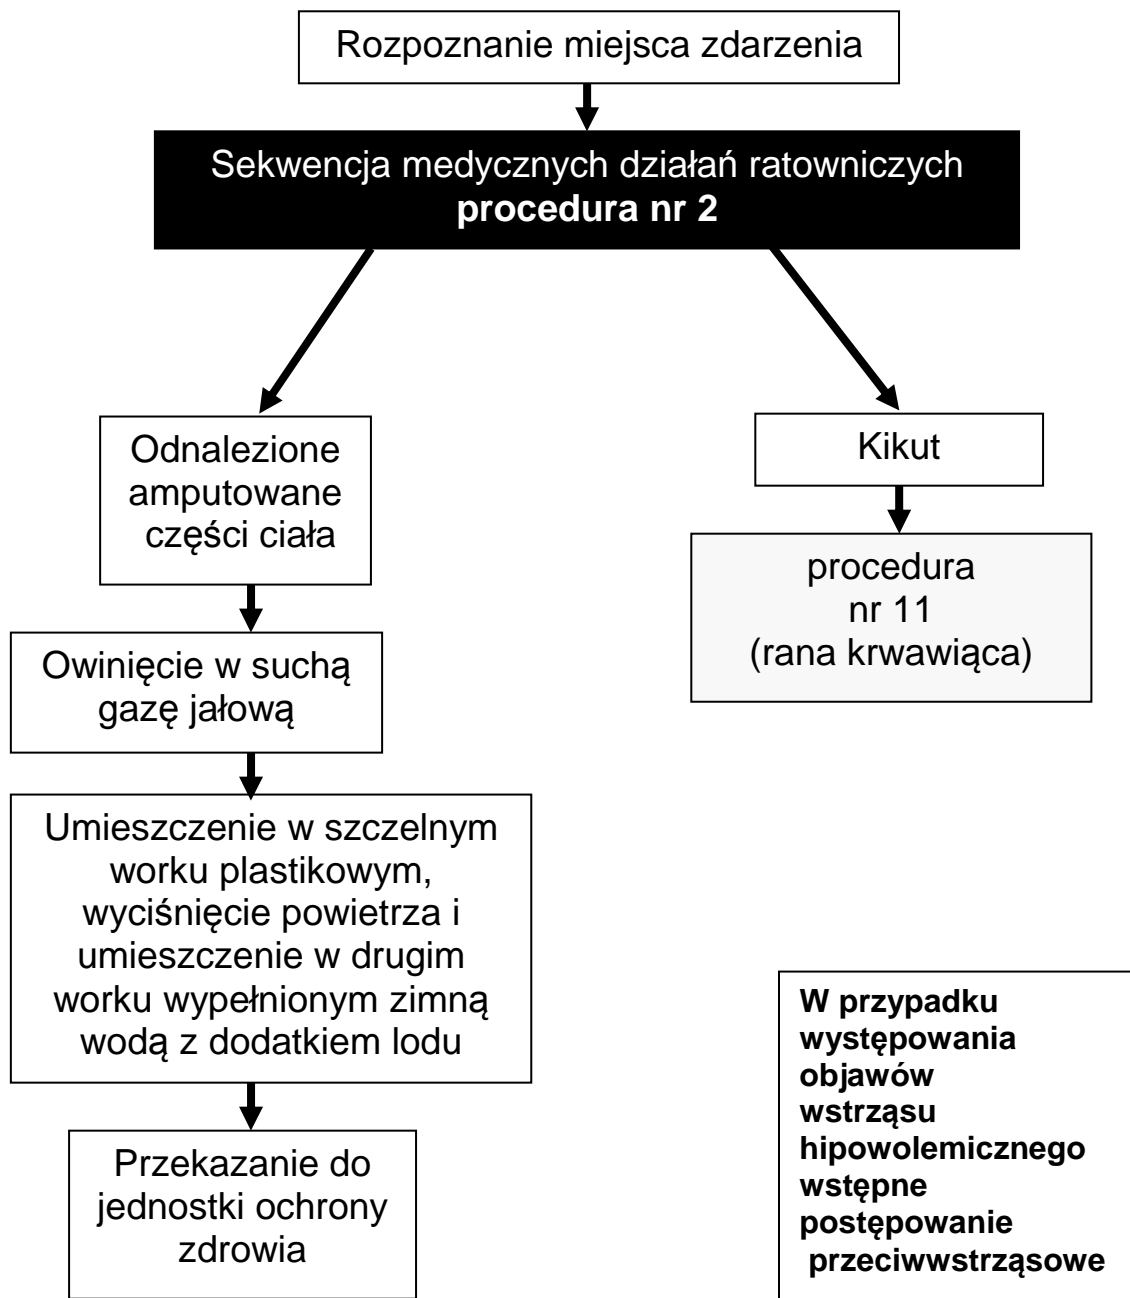 Rozpoznanie miejsca zdarzenia
Sekwencja medycznych działań ratowniczych
procedura nr 2
Odnalezione
amputowane
części ciała
Kikut
procedura
nr 11
(rana krwawiąca)
Owinięcie w suchą
gazę jałową
Umieszczenie w szczelnym
worku plastikowym,
wyciśnięcie powietrza i
umieszczenie w drugim
worku wypełnionym zimną
wodą z dodatkiem lodu
Przekazanie do
jednostki ochrony
zdrowia
W przypadku
występowania
objawów
wstrząsu
hipowolemicznego
wstępne
postępowanie
przeciwwstrząsowe